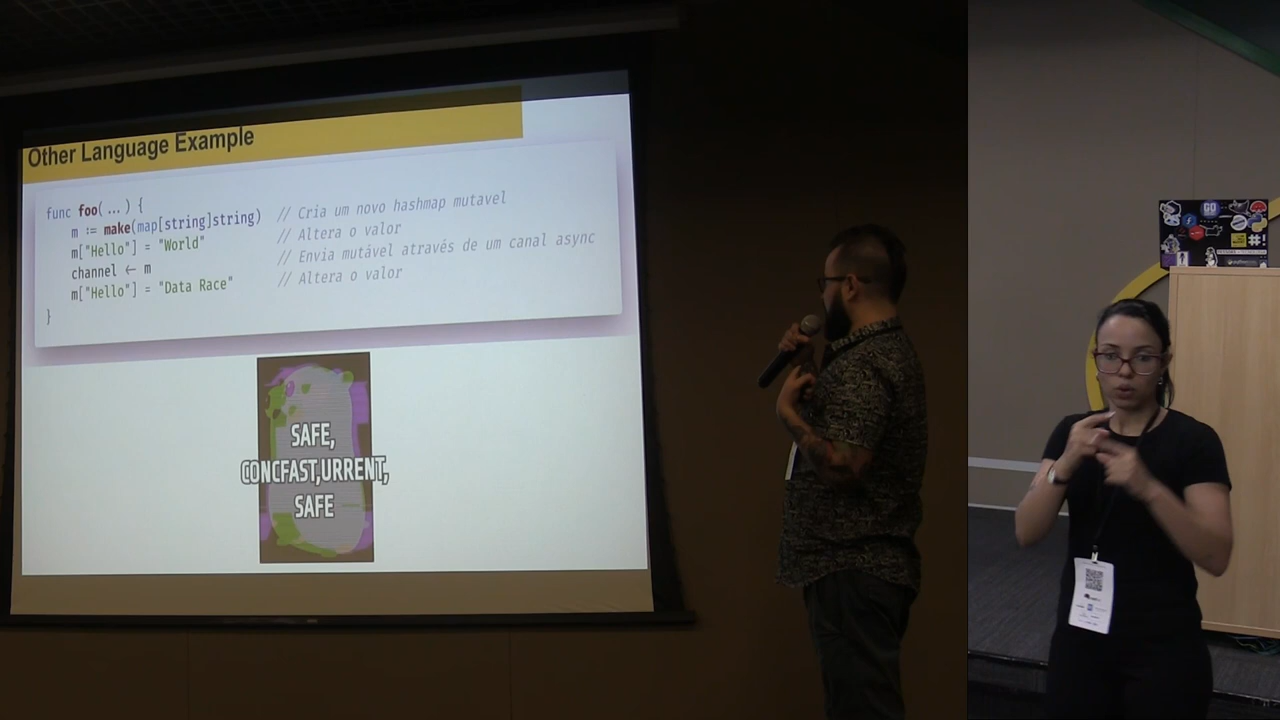 Other Language Example
func foo( ... ) {
m := make(map[string]string) // Cria um novo hashmap mutavel
m["Hello"] = "World" // Altera o valor
channel <- m // Envia mutável através de um canal async
m["Hello"] = "Data Race" // Altera o valor
}
SAFE,
CONCFAST,URRENT,
SAFE
GO
#!